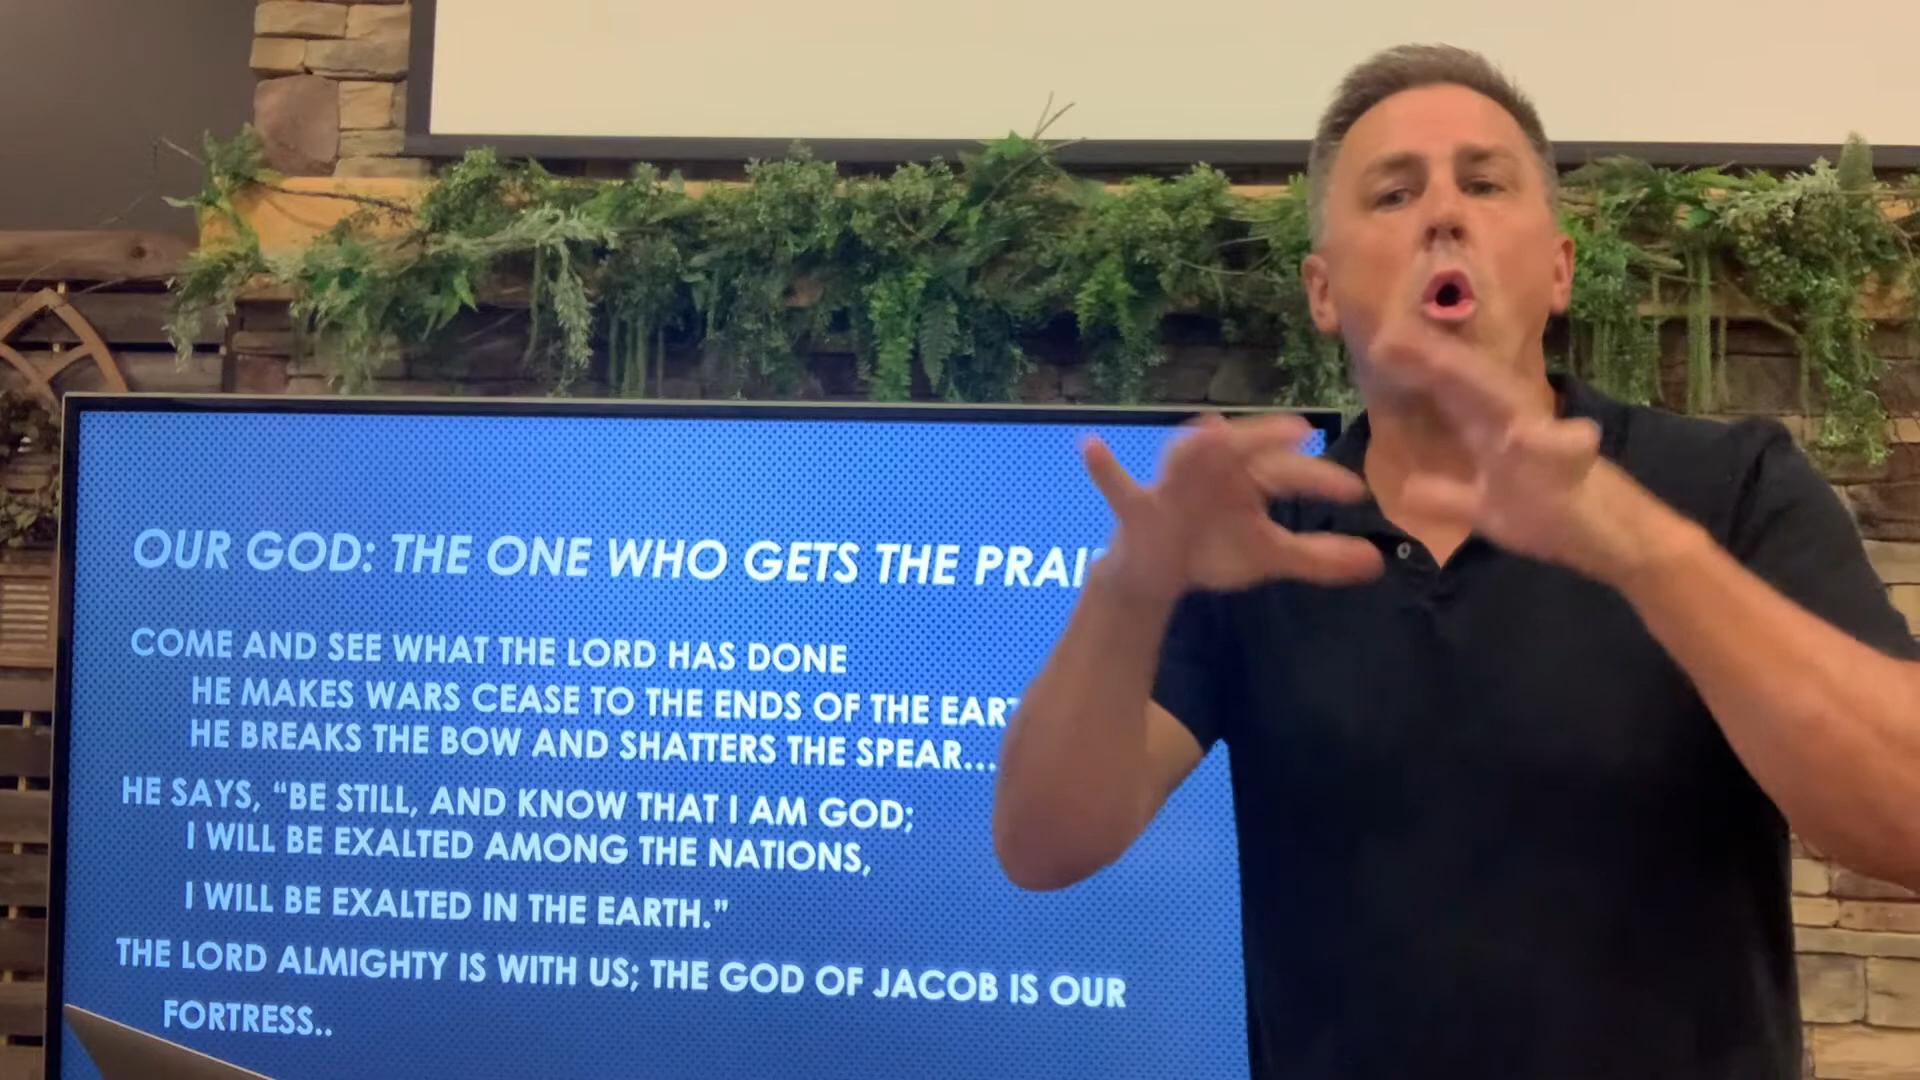 OUR GOD: THE ONE WHO GETS THE
COME AND SEE WHAT THE LORD HAS DONE
HE MAKES WARS CEASE TO THE ENDS OF THE
HE BREAKS THE BOW AND SHATTERS THE SPEAR...
HE SAYS, “BE STILL, AND KNOW THAT I AM GOD;
I WILL BE EXALTED AMONG THE NATIONS,
I WILL BE EXALTED IN THE EARTH.”
THE LORD ALMIGHTY IS WITH US; THE GOD OF JACOB IS OUR
FORTRESS..